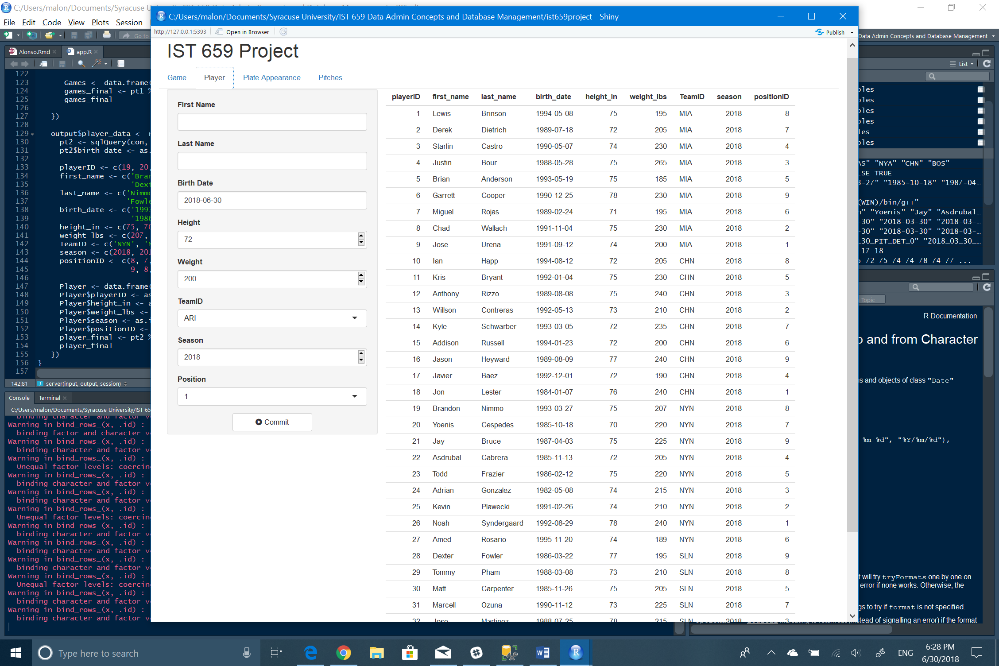 C:/Users/malon/Documents/Syracuse
File Edit Code View Plots Session
Go to
Data Admin Concepts and Database Management
Alonso.Rmd
app.R
122
123 Games <- data.frame(
124 games_final <- pt1 %
125 games_final
126
127 })
128
129 output$player_data <-
130 pt2 <- sqlQuery(con,
131 pt2$birth_date <- as.
132
133 playerID <- c(19, 20,
134 first_name <- c('Bran
135 'Dext
136 last_name <- c('Nimmo
137 'Fowle
138 birth_date <- c('1993
139 '1986
140 height_in <- c(75, 70
141 weight_lbs <- c(207,
142 TeamID <- c('NYN', 'N
143 season <- c(2018, 201
144 positionID <- c(8, 7,
145 9, 8,
146
147 Player <- data.frame(
148 Player$playerID <- as
149 Player$height_in <- a
150 Player$weight_lbs <-
151 Player$season <- as.i
152 Player$positionID <-
153 player_final <- pt2 %
154 player_final
155 })
156 }
157
142:81 server(input, output, session)
Console Terminal
C:/Users/malon/Documents/Syracuse University/IST 65
binding character and factor v
Warning in bind_rows_(x, .id) :
binding factor and character v
Warning in bind_rows_(x, .id) :
binding character and factor v
Warning in bind_rows_(x, .id) :
Unequal factor levels: coercin
Warning in bind_rows_(x, .id) :
binding character and factor v
Warning in bind_rows_(x, .id) :
binding character and factor v
Warning in bind_rows_(x, .id) :
Unequal factor levels: coercin
Warning in bind_rows_(x, .id) :
binding character and factor v
Warning in bind_rows_(x, .id) :
binding character and factor v
Warning in bind_rows_(x, .id) :
binding character and factor v
Warning in bind_rows_(x, .id) :
Unequal factor levels: coercin
Warning in bind_rows_(x, .id) :
binding character and factor v
Warning in bind_rows_(x, .id) :
binding character and factor v
C:/Users/malon/Documents/Syracuse University/IST 659 Data Admin Concepts and Database Management/ist659project - Shiny
http://127.0.0.1:5393 Open in Browser Publish
IST 659 Project
Game Player Plate Appearance Pitches
First Name
Last Name
Birth Date
2018-06-30
Height
72
Weight
200
TeamID
ARI
Season
2018
Position
1
Commit
playerID first_name last_name birth_date height_in weight_lbs TeamID season positionID
1 Lewis Brinson 1994-05-08 75 195 MIA 2018 8
2 Derek Dietrich 1989-07-18 72 205 MIA 2018 7
3 Starlin Castro 1990-05-07 74 230 MIA 2018 4
4 Justin Bour 1988-05-28 75 265 MIA 2018 3
5 Brian Anderson 1993-05-19 75 185 MIA 2018 5
6 Garrett Cooper 1990-12-25 78 230 MIA 2018 9
7 Miguel Rojas 1989-02-24 71 195 MIA 2018 6
8 Chad Wallach 1991-11-04 75 230 MIA 2018 2
9 Jose Urena 1991-09-12 74 200 MIA 2018 1
10 Ian Happ 1994-08-12 72 205 CHN 2018 8
11 Kris Bryant 1992-01-04 75 230 CHN 2018 5
12 Anthony Rizzo 1989-08-08 75 240 CHN 2018 3
13 Willson Contreras 1992-05-13 73 210 CHN 2018 2
14 Kyle Schwarber 1993-03-05 72 235 CHN 2018 7
15 Addison Russell 1994-01-23 72 200 CHN 2018 6
16 Jason Heyward 1989-08-09 77 240 CHN 2018 9
17 Javier Baez 1992-12-01 72 190 CHN 2018 4
18 Jon Lester 1984-01-07 76 240 CHN 2018 1
19 Brandon Nimmo 1993-03-27 75 207 NYN 2018 8
20 Yoenis Cespedes 1985-10-18 70 220 NYN 2018 7
21 Jay Bruce 1987-04-03 75 225 NYN 2018 9
22 Asdrubal Cabrera 1985-11-13 72 205 NYN 2018 4
23 Todd Frazier 1986-02-12 75 220 NYN 2018 5
24 Adrian Gonzalez 1982-05-08 74 215 NYN 2018 3
25 Kevin Plawecki 1991-02-26 74 210 NYN 2018 2
26 Noah Syndergaard 1992-08-29 78 240 NYN 2018 1
27 Amed Rosario 1995-11-20 74 189 NYN 2018 6
28 Dexter Fowler 1986-03-22 77 195 SLN 2018 9
29 Tommy Pham 1988-03-08 73 210 SLN 2018 8
30 Matt Carpenter 1985-11-26 75 205 SLN 2018 5
31 Marcell Ozuna 1990-11-12 73 225 SLN 2018 7
32 Jose Martinez 1988-07-25 78 215 SLN 2018 3
List
bles
bles
bles
bles
les
bles
AS" "NYA" "CHN" "BOS"
LSE TRUE
3-27" "1985-10-18" "1987-04...
(WIN)/bin/g++"
n" "Yoenis" "Jay" "Asdrubal...
-30" "2018-03-30" "2018-03-...
-30" "2018-03-30" "2018-03-...
_30_PIT_DET_0" "2018_03_30_...
17 18
5 72 75 74 74 78 74 77 ...
Topic
R Documentation
o and from Character
ns and objects of class "Date"
-%m-%d", "%Y/%m/%d"),
t will try tryFormats one by one on
error if none works. Otherwise, the
gs to try if format is not specified.
stead of signalling an error) if the format
Type here to search
ENG
6:28 PM
6/30/2018